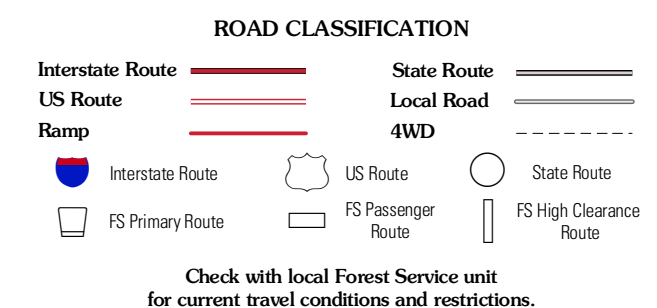 ROAD CLASSIFICATION
Interstate Route
State Route
US Route
Local Road
Ramp
4WD
Interstate Route
US Route
State Route
FS Primary Route
FS Passenger
Route
FS High Clearance
Route
Check with local Forest Service unit
for current travel conditions and restrictions.